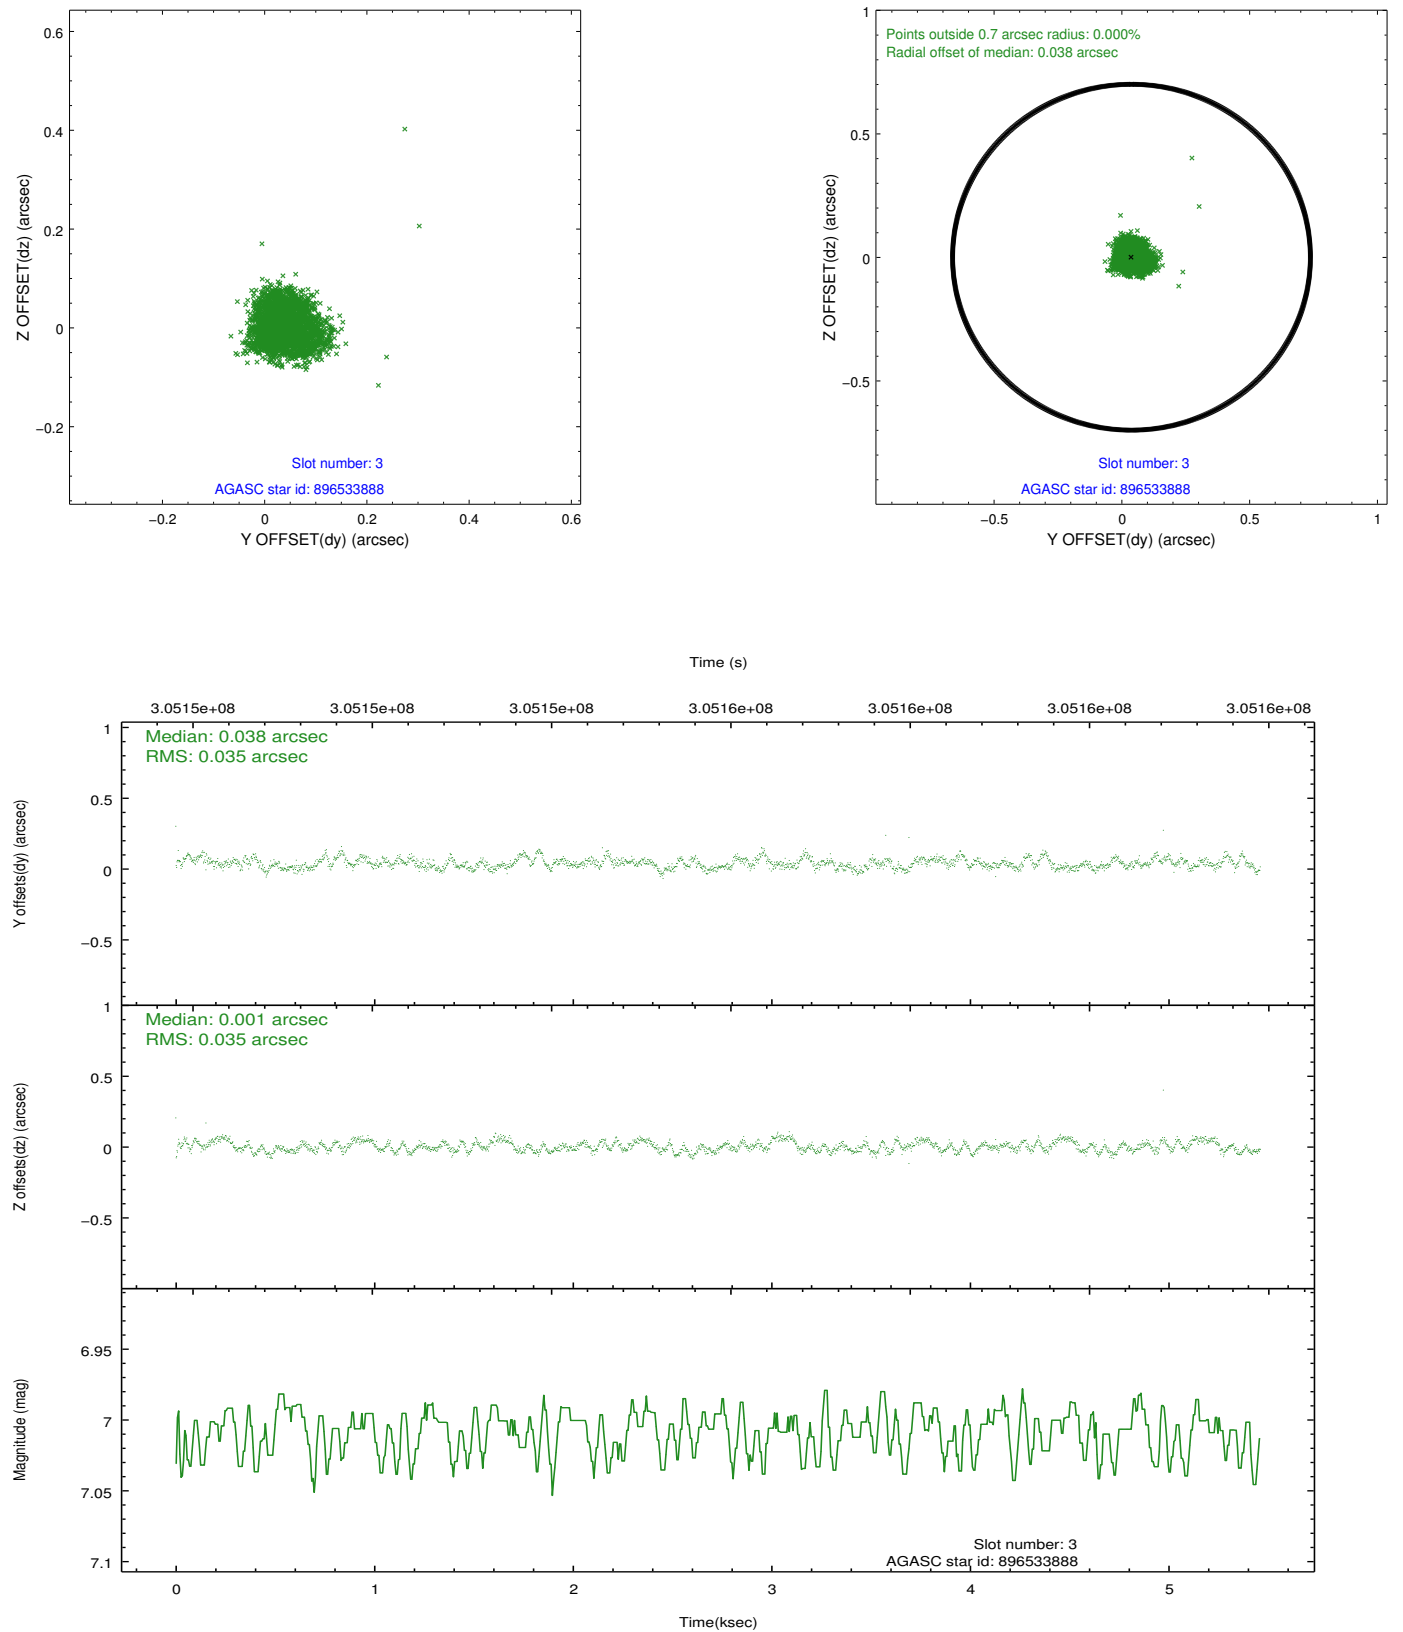 0.6
0.4
0.2
0
−0.2
Z OFFSET(dz) (arcsec)
Slot number: 3
AGASC star id: 896533888
−0.2 0 0.2 0.4 0.6
Y OFFSET(dy) (arcsec)
1
0.5
0
−0.5
Z OFFSET(dz) (arcsec)
Points outside 0.7 arcsec radius: 0.000%
Radial offset of median: 0.038 arcsec
Slot number: 3
AGASC star id: 896533888
−0.5 0 0.5 1
Y OFFSET(dy) (arcsec)
Time (s)
3.0515e+08 3.0515e+08 3.0515e+08 3.0516e+08 3.0516e+08 3.0516e+08 3.0516e+08
1
0.5
0
−0.5
Y offsets(dy) (arcsec)
Median: 0.038 arcsec
RMS: 0.035 arcsec
1
0.5
0
−0.5
Z offsets(dz) (arcsec)
Median: 0.001 arcsec
RMS: 0.035 arcsec
6.95
7
7.05
7.1
Magnitude (mag)
Slot number: 3
AGASC star id: 896533888
0 1 2 3 4 5
Time(ksec)